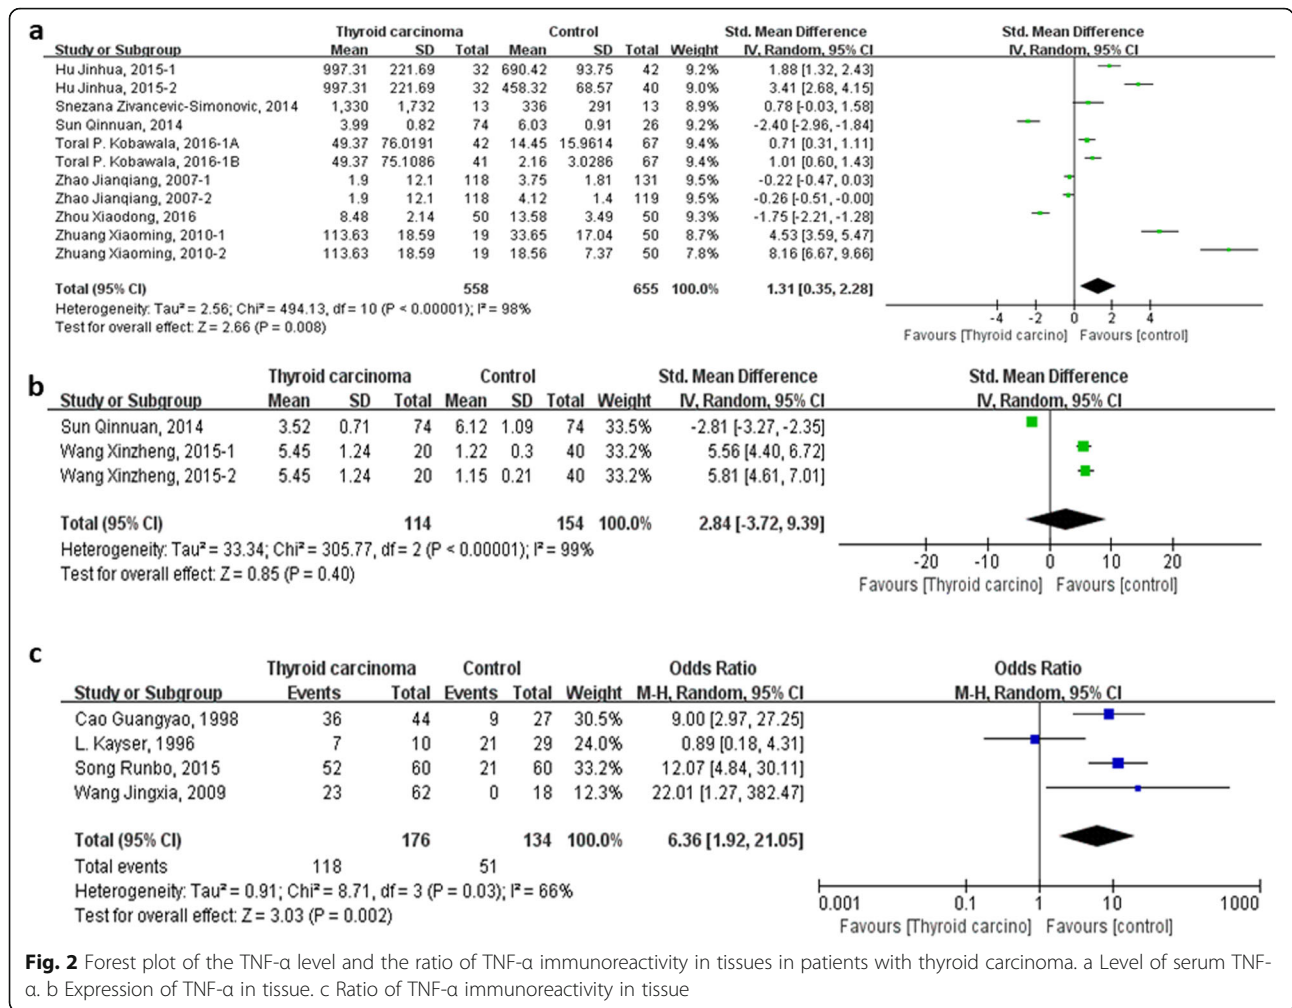 a
Thyroid carcinoma Control Std. Mean Difference Std. Mean Difference
Study or Subgroup Mean SD Total Mean SD Total Weight IV, Random, 95% CI IV, Random, 95% CI
Hu Jinhua, 2015-1 997.31 221.69 32 690.42 93.75 42 9.2% 1.88 [1.32, 2.43]
Hu Jinhua, 2015-2 997.31 221.69 32 458.32 68.57 40 9.0% 3.41 [2.68, 4.15]
Snezana Zivancevic-Simonovic, 2014 1,330 1,732 13 336 291 13 8.9% 0.78 [-0.03, 1.58]
Sun Qinnuan, 2014 3.99 0.82 74 6.03 0.91 26 9.2% -2.40 [-2.96, -1.84]
Toral P. Kobawala, 2016-1A 49.37 76.0191 42 14.45 15.9614 67 9.4% 0.71 [0.31, 1.11]
Toral P. Kobawala, 2016-1B 49.37 75.1086 41 2.16 3.0286 67 9.4% 1.01 [0.60, 1.43]
Zhao Jianqiang, 2007-1 1.9 12.1 118 3.75 1.81 131 9.5% -0.22 [-0.47, 0.03]
Zhao Jianqiang, 2007-2 1.9 12.1 118 4.12 1.4 119 9.5% -0.26 [-0.51, -0.00]
Zhou Xiaodong, 2016 8.48 2.14 50 13.58 3.49 50 9.3% -1.75 [-2.21, -1.28]
Zhuang Xiaoming, 2010-1 113.63 18.59 19 33.65 17.04 50 8.7% 4.53 [3.59, 5.47]
Zhuang Xiaoming, 2010-2 113.63 18.59 19 18.56 7.37 50 7.8% 8.16 [6.67, 9.66]
Total (95% CI) 558 655 100.0% 1.31 [0.35, 2.28]
Heterogeneity: Tau² = 2.56; Chi² = 494.13, df = 10 (P < 0.00001); I² = 98%
Test for overall effect: Z = 2.66 (P = 0.008)
-4 -2 0 2 4
Favours [Thyroid carcino] Favours [control]
b
Thyroid carcinoma Control Std. Mean Difference Std. Mean Difference
Study or Subgroup Mean SD Total Mean SD Total Weight IV, Random, 95% CI IV, Random, 95% CI
Sun Qinnuan, 2014 3.52 0.71 74 6.12 1.09 74 33.5% -2.81 [-3.27, -2.35]
Wang Xinzheng, 2015-1 5.45 1.24 20 1.22 0.3 40 33.2% 5.56 [4.40, 6.72]
Wang Xinzheng, 2015-2 5.45 1.24 20 1.15 0.21 40 33.2% 5.81 [4.61, 7.01]
Total (95% CI) 114 154 100.0% 2.84 [-3.72, 9.39]
Heterogeneity: Tau² = 33.34; Chi² = 305.77, df = 2 (P < 0.00001); I² = 99%
Test for overall effect: Z = 0.85 (P = 0.40)
-20 -10 0 10 20
Favours [Thyroid carcino] Favours [control]
c
Thyroid carcinoma Control Odds Ratio Odds Ratio
Study or Subgroup Events Total Events Total Weight M-H, Random, 95% CI M-H, Random, 95% CI
Cao Guangyao, 1998 36 44 9 27 30.5% 9.00 [2.97, 27.25]
L. Kayser, 1996 7 10 21 29 24.0% 0.89 [0.18, 4.31]
Song Runbo, 2015 52 60 21 60 33.2% 12.07 [4.84, 30.11]
Wang Jingxia, 2009 23 62 0 18 12.3% 22.01 [1.27, 382.47]
Total (95% CI) 176 134 100.0% 6.36 [1.92, 21.05]
Total events 118 51
Heterogeneity: Tau² = 0.91; Chi² = 8.71, df = 3 (P = 0.03); I² = 66%
Test for overall effect: Z = 3.03 (P = 0.002)
0.001 0.1 1 10 1000
Favours [Thyroid carcino] Favours [control]
Fig. 2 Forest plot of the TNF-α level and the ratio of TNF-α immunoreactivity in tissues in patients with thyroid carcinoma. a Level of serum TNF-
α. b Expression of TNF-α in tissue. c Ratio of TNF-α immunoreactivity in tissue